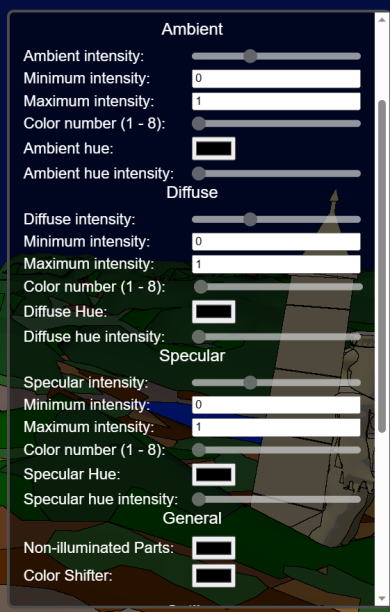 Ambient
Ambient intensity:
Minimum intensity: 0
Maximum intensity: 1
Color number (1 - 8):
Ambient hue:
Ambient hue intensity:
Diffuse
Diffuse intensity:
Minimum intensity: 0
Maximum intensity: 1
Color number (1 - 8):
Diffuse Hue:
Diffuse hue intensity:
Specular
Specular intensity:
Minimum intensity: 0
Maximum intensity: 1
Color number (1 - 8):
Specular Hue:
Specular hue intensity:
General
Non-illuminated Parts:
Color Shifter: